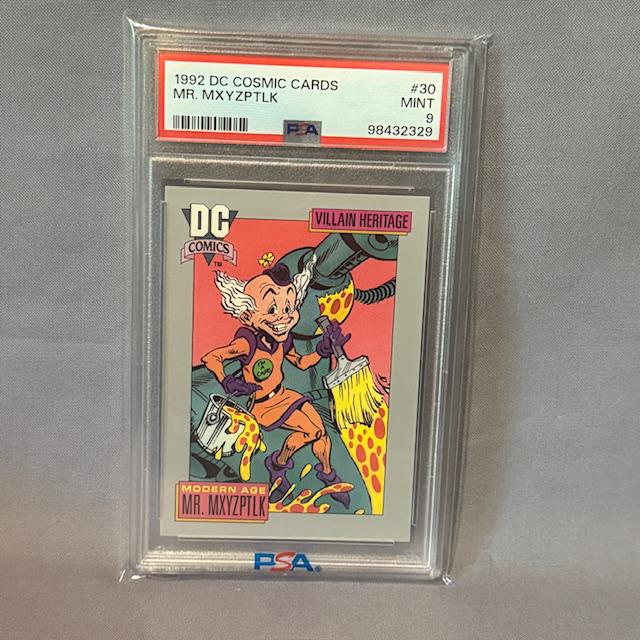 1992 DC COSMIC CARDS #30
MR. MXYZPTLK MINT
9
PSA 98432329
DC
COMICS
TM
VILLAIN HERITAGE
I'M
A
CARD
MODERN AGE
MR. MXYZPTLK
PSA®